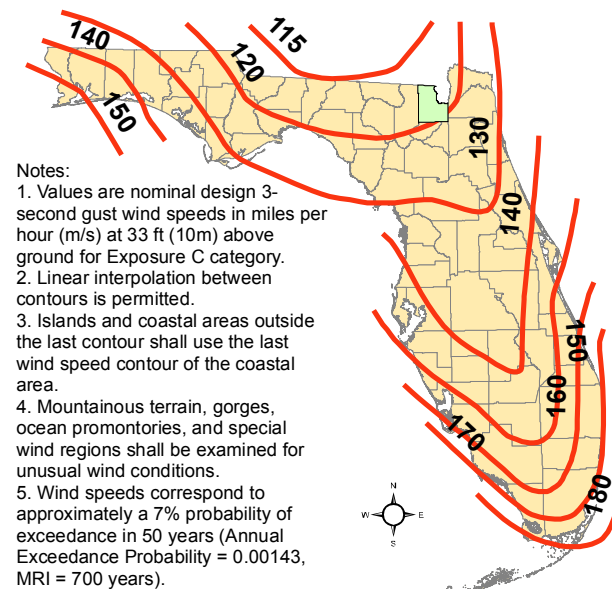 115
140
120
150
130
Notes:
1. Values are nominal design 3-
second gust wind speeds in miles per
hour (m/s) at 33 ft (10m) above
ground for Exposure C category.
2. Linear interpolation between
contours is permitted.
3. Islands and coastal areas outside
the last contour shall use the last
wind speed contour of the coastal
area.
4. Mountainous terrain, gorges,
ocean promontories, and special
wind regions shall be examined for
unusual wind conditions.
5. Wind speeds correspond to
approximately a 7% probability of
exceedance in 50 years (Annual
Exceedance Probability = 0.00143,
MRI = 700 years).
140
150
160
170
180
N
W
E
S